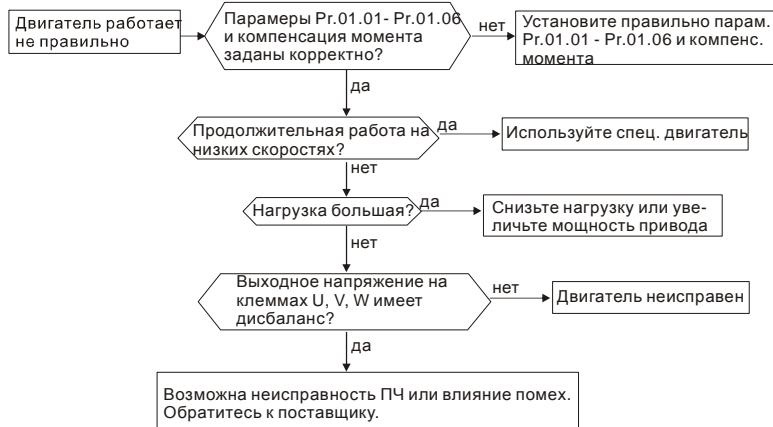 Двигатель работает
не правильно
Парамеры Pr.01.01- Pr.01.06
и компенсация момента
заданы корректно?
нет
Установите правильно парам.
Pr.01.01 - Pr.01.06 и компенс.
момента
да
Продолжительная работа на
низких скоростях?
да
Используйте спец. двигатель
нет
Нагрузка большая?
да
Снизьте нагрузку или уве-
личьте мощность привода
нет
Выходное напряжение на
клеммах U, V, W имеет
дисбаланс?
нет
Двигатель неисправен
да
Возможна неисправность ПЧ или влияние помех.
Обратитесь к поставщику.